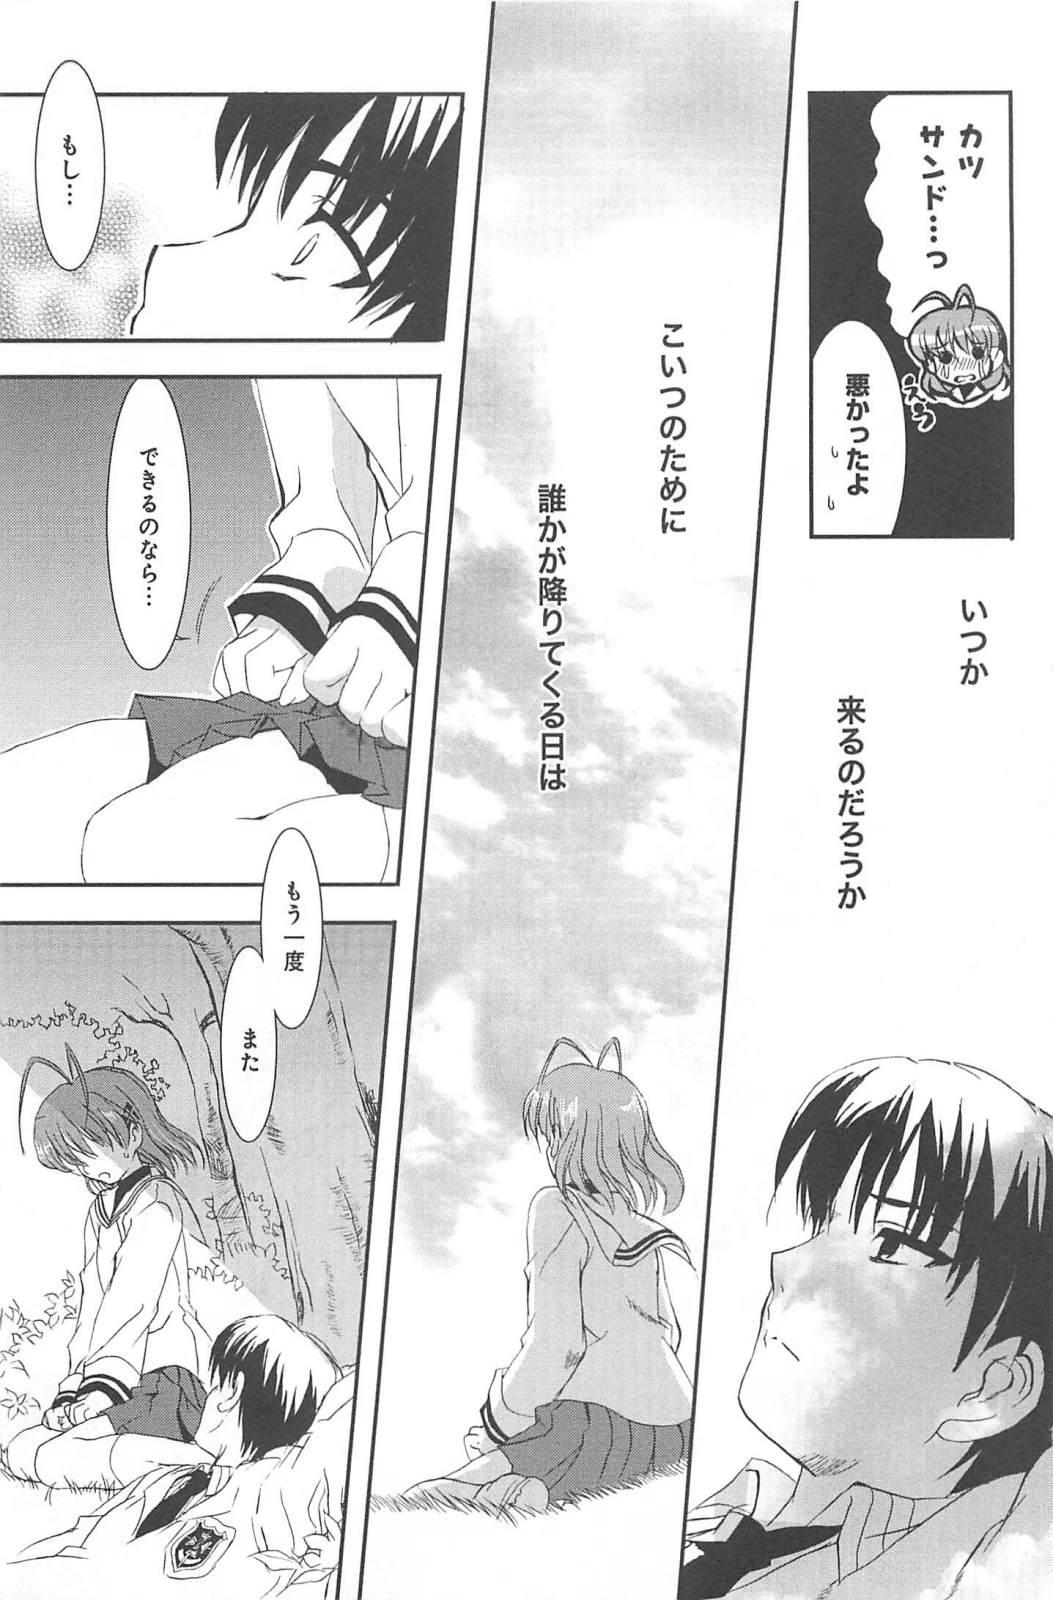 カツ
サンド…っ
えう
悪かったよ
いつか
こいつのために
誰かが降りてくる日は
来るのだろうか
もし…
できるのなら…
もう一度
また